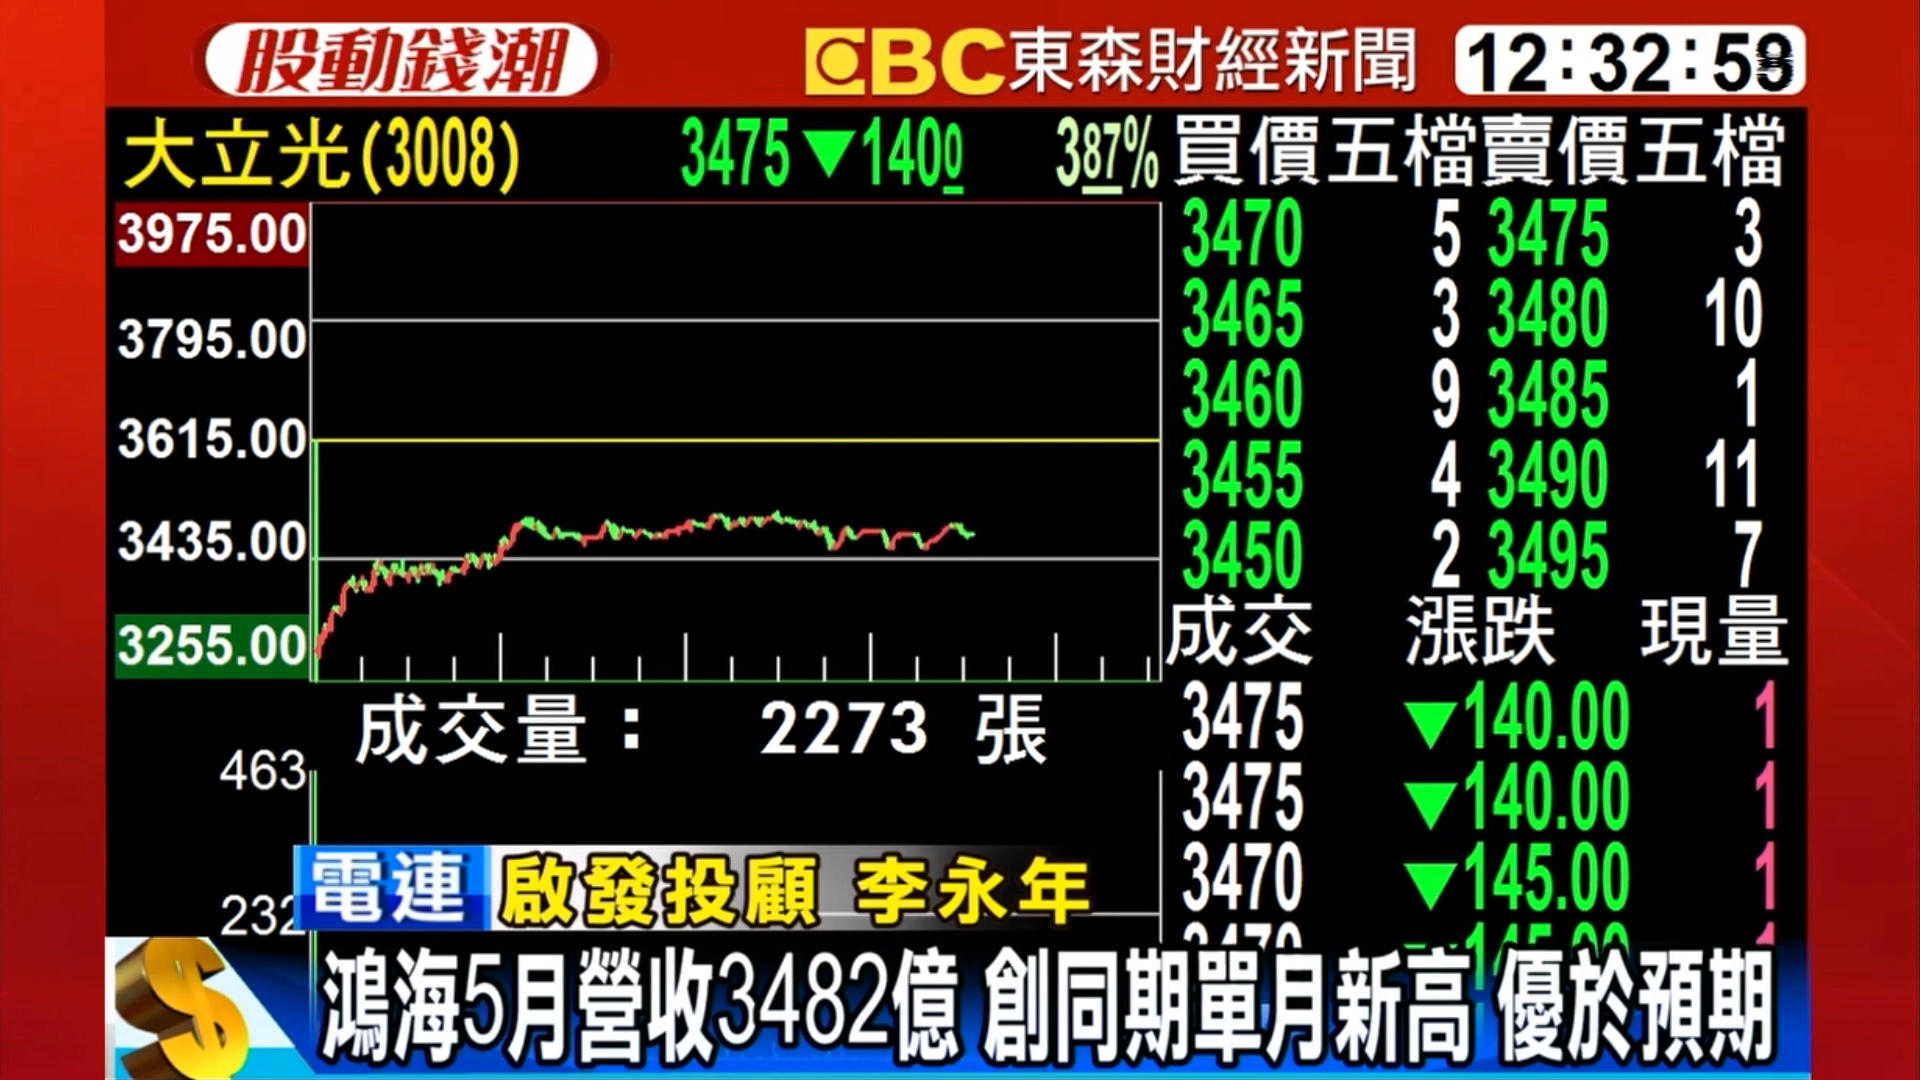 股動錢潮
EBC東森財經新聞
12:32:5
大立光(3008) 3475▼140 0 387%
買價五檔賣價五檔
3975.00
3795.00
3615.00
3435.00
3255.00
3470 5 3475 3
3465 3 3480 10
3460 9 3485 1
3455 4 3490 11
3450 2 3495 7
成交 漲跌 現量
3475 ▼140.00 1
3475 ▼140.00 1
3470 ▼145.00 1
成交量： 2273 張
463
232
電連 啟發投顧 李永年
鴻海5月營收3482億 創同期單月新高 優於預期